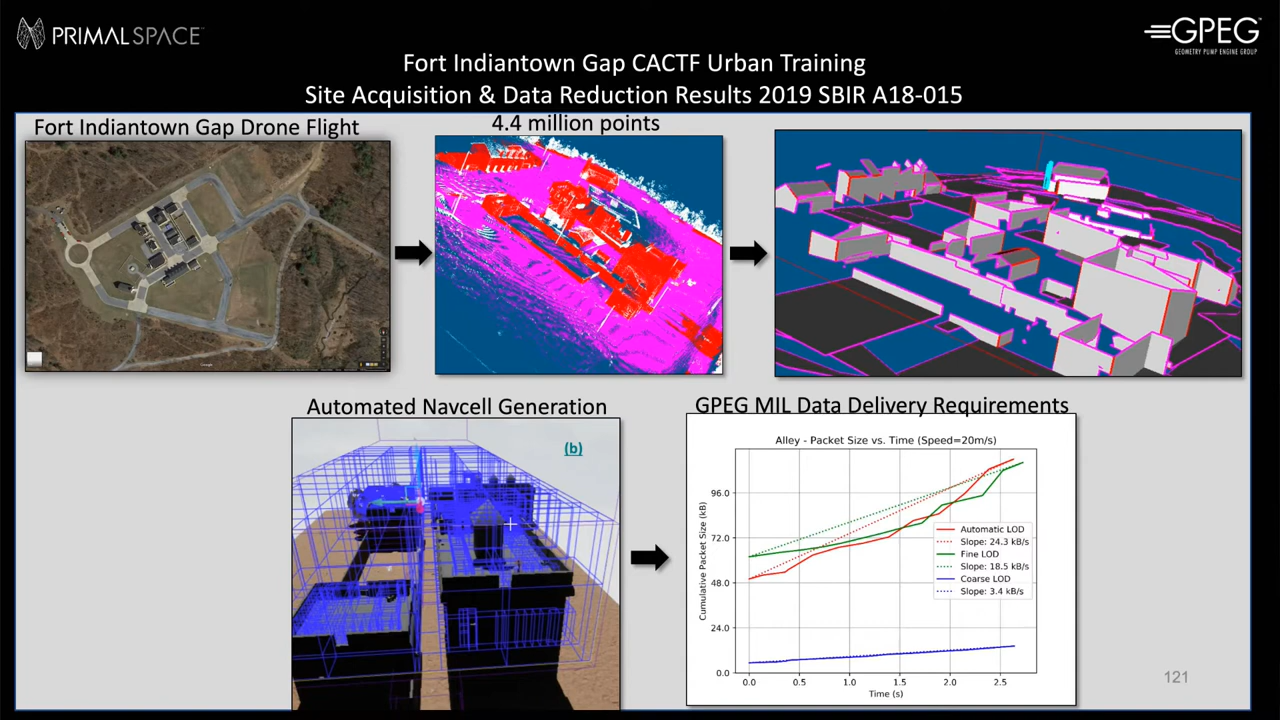 PRIMAL SPACE
GPEG
GEOMETRY PUMP ENGINE GROUP
Fort Indiantown Gap CACTF Urban Training
Site Acquisition & Data Reduction Results 2019 SBIR A18-015
Fort Indiantown Gap Drone Flight
4.4 million points
Automated Navcell Generation
(b)
GPEG MIL Data Delivery Requirements
Alley - Packet Size vs. Time (Speed=20m/s)
Cumulative Packet Size (kB)
96.0
72.0
48.0
24.0
0.0
Automatic LOD
Slope: 24.3 kB/s
Fine LOD
Slope: 18.5 kB/s
Coarse LOD
Slope: 3.4 kB/s
0.0 0.5 1.0 1.5 2.0 2.5
Time (s)
121